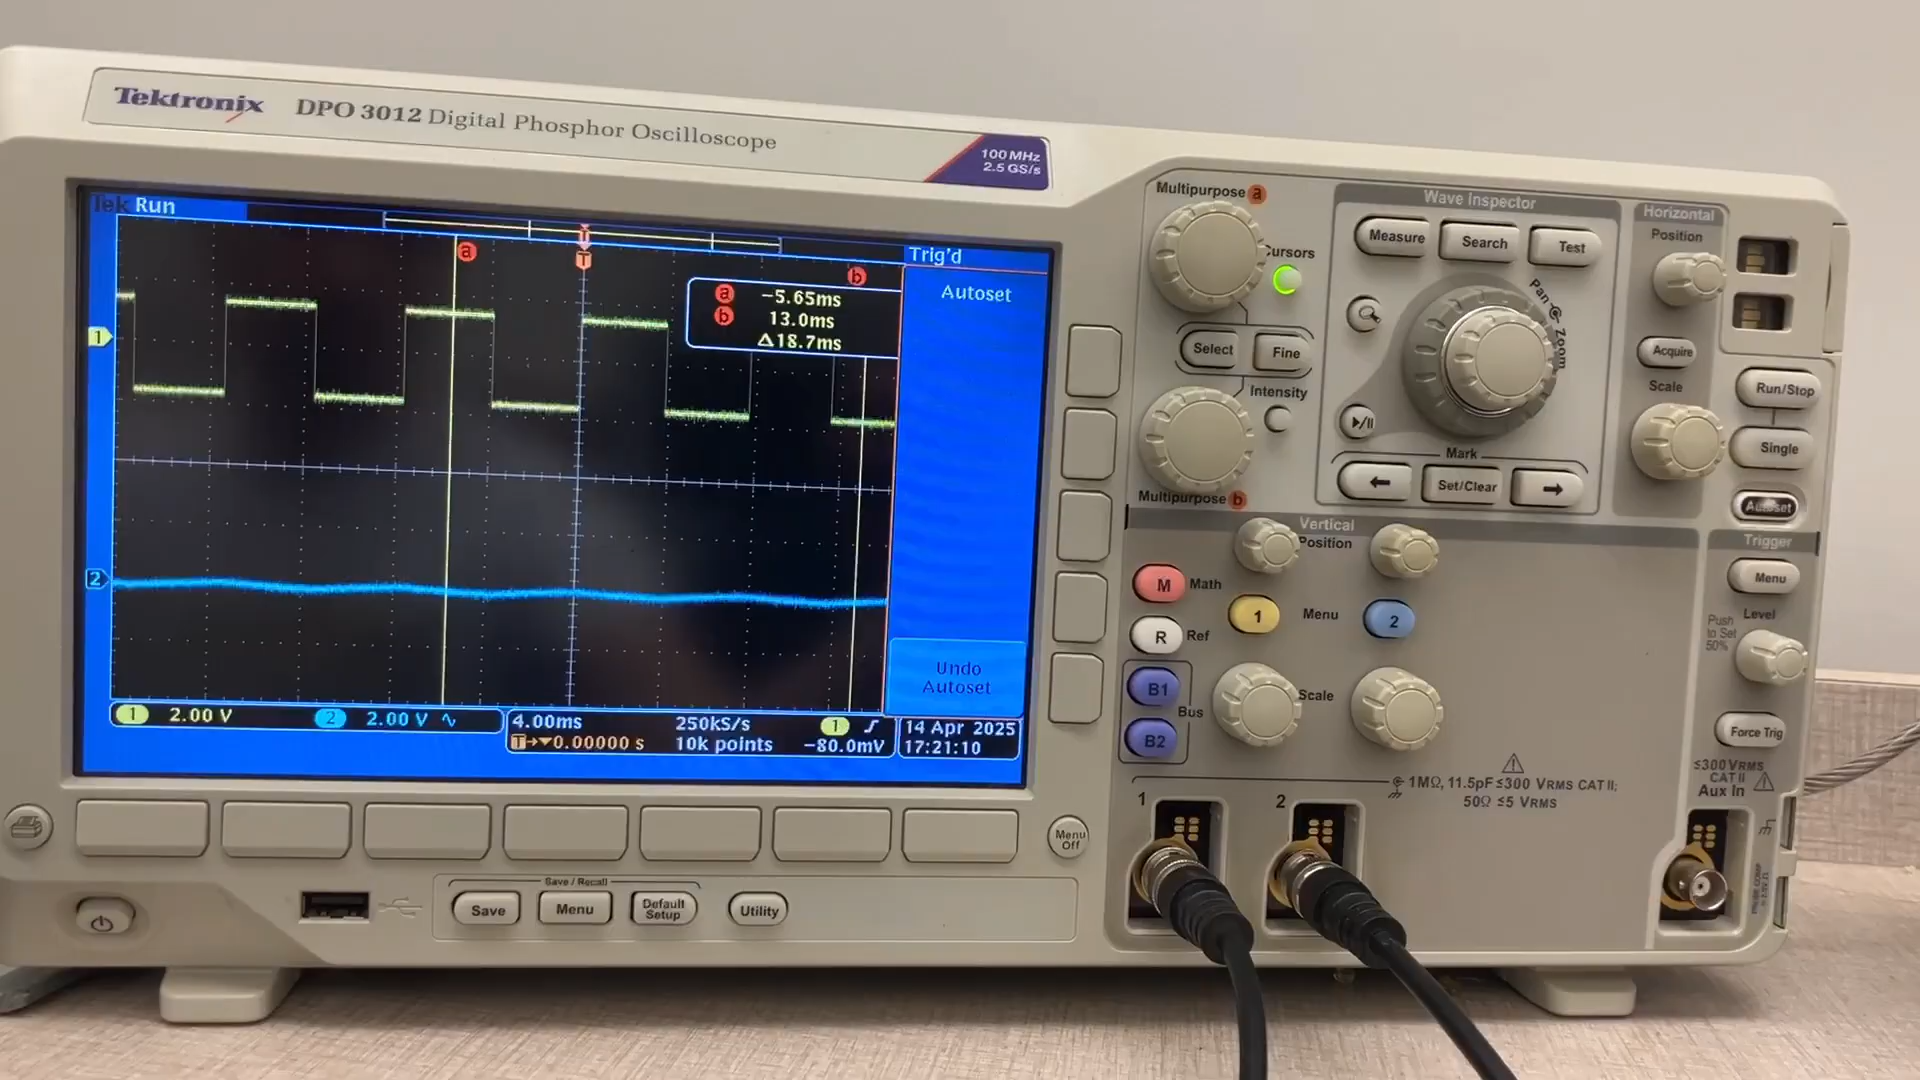 Tektronix DPO 3012 Digital Phosphor Oscilloscope
100 MHz
2.5 GS/s
Tek Run
Trig'd
Autoset
a
b
T
T
a −5.65ms
b 13.0ms
Δ18.7ms
1
2
Undo
Autoset
1 2.00 V
2 2.00 V
4.00ms
T 0.00000 s
250kS/s
10k points
1
−80.0mV
14 Apr 2025
17:21:10
Multipurpose a
Cursors
Select
Fine
Intensity
Multipurpose b
Wave Inspector
Measure
Search
Test
Pan
Zoom
Mark
←
Set/Clear
→
Horizontal
Position
Acquire
Scale
Run/Stop
Single
Autoset
Trigger
Menu
Level
Push
to Set
50%
Force Trig
Vertical
Position
M Math
1
Menu
2
R Ref
B1
Bus
B2
Scale
1
2
1MΩ, 11.5pF ≤300 VRMS CAT II;
50Ω ≤5 VRMS
≤300 VRMS
CAT II
Aux In
Menu
Off
Save / Recall
Save
Menu
Default
Setup
Utility